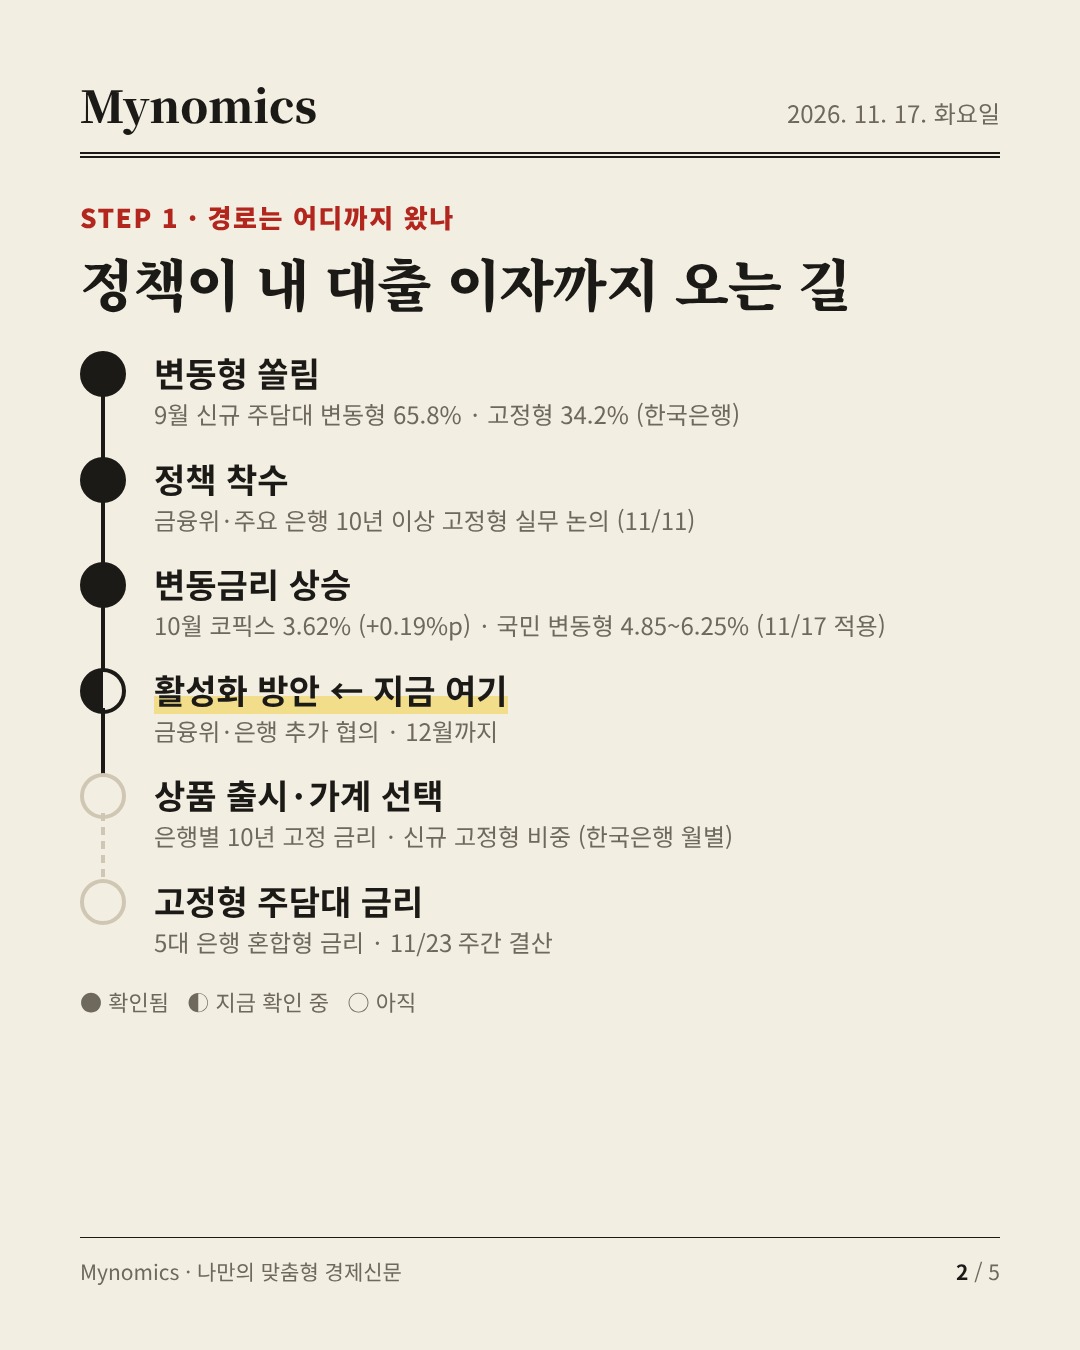 Mynomics
2026. 11. 17. 화요일
STEP 1 · 경로는 어디까지 왔나
정책이 내 대출 이자까지 오는 길
변동형 쏠림
9월 신규 주담대 변동형 65.8% · 고정형 34.2% (한국은행)
정책 착수
금융위·주요 은행 10년 이상 고정형 실무 논의 (11/11)
변동금리 상승
10월 코픽스 3.62% (+0.19%p) · 국민 변동형 4.85~6.25% (11/17 적용)
활성화 방안 ← 지금 여기
금융위·은행 추가 협의 · 12월까지
상품 출시·가계 선택
은행별 10년 고정 금리 · 신규 고정형 비중 (한국은행 월별)
고정형 주담대 금리
5대 은행 혼합형 금리 · 11/23 주간 결산
● 확인됨 ◐ 지금 확인 중 ○ 아직
Mynomics · 나만의 맞춤형 경제신문
2 / 5